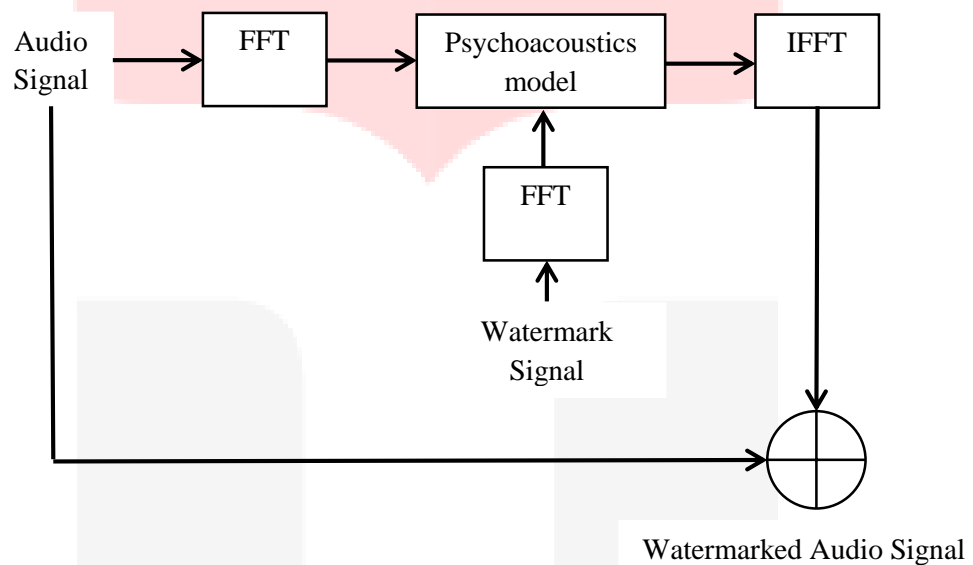 Audio
Signal
FFT
Psychoacoustics
model
IFFT
FFT
Watermark
Signal
Watermarked Audio Signal